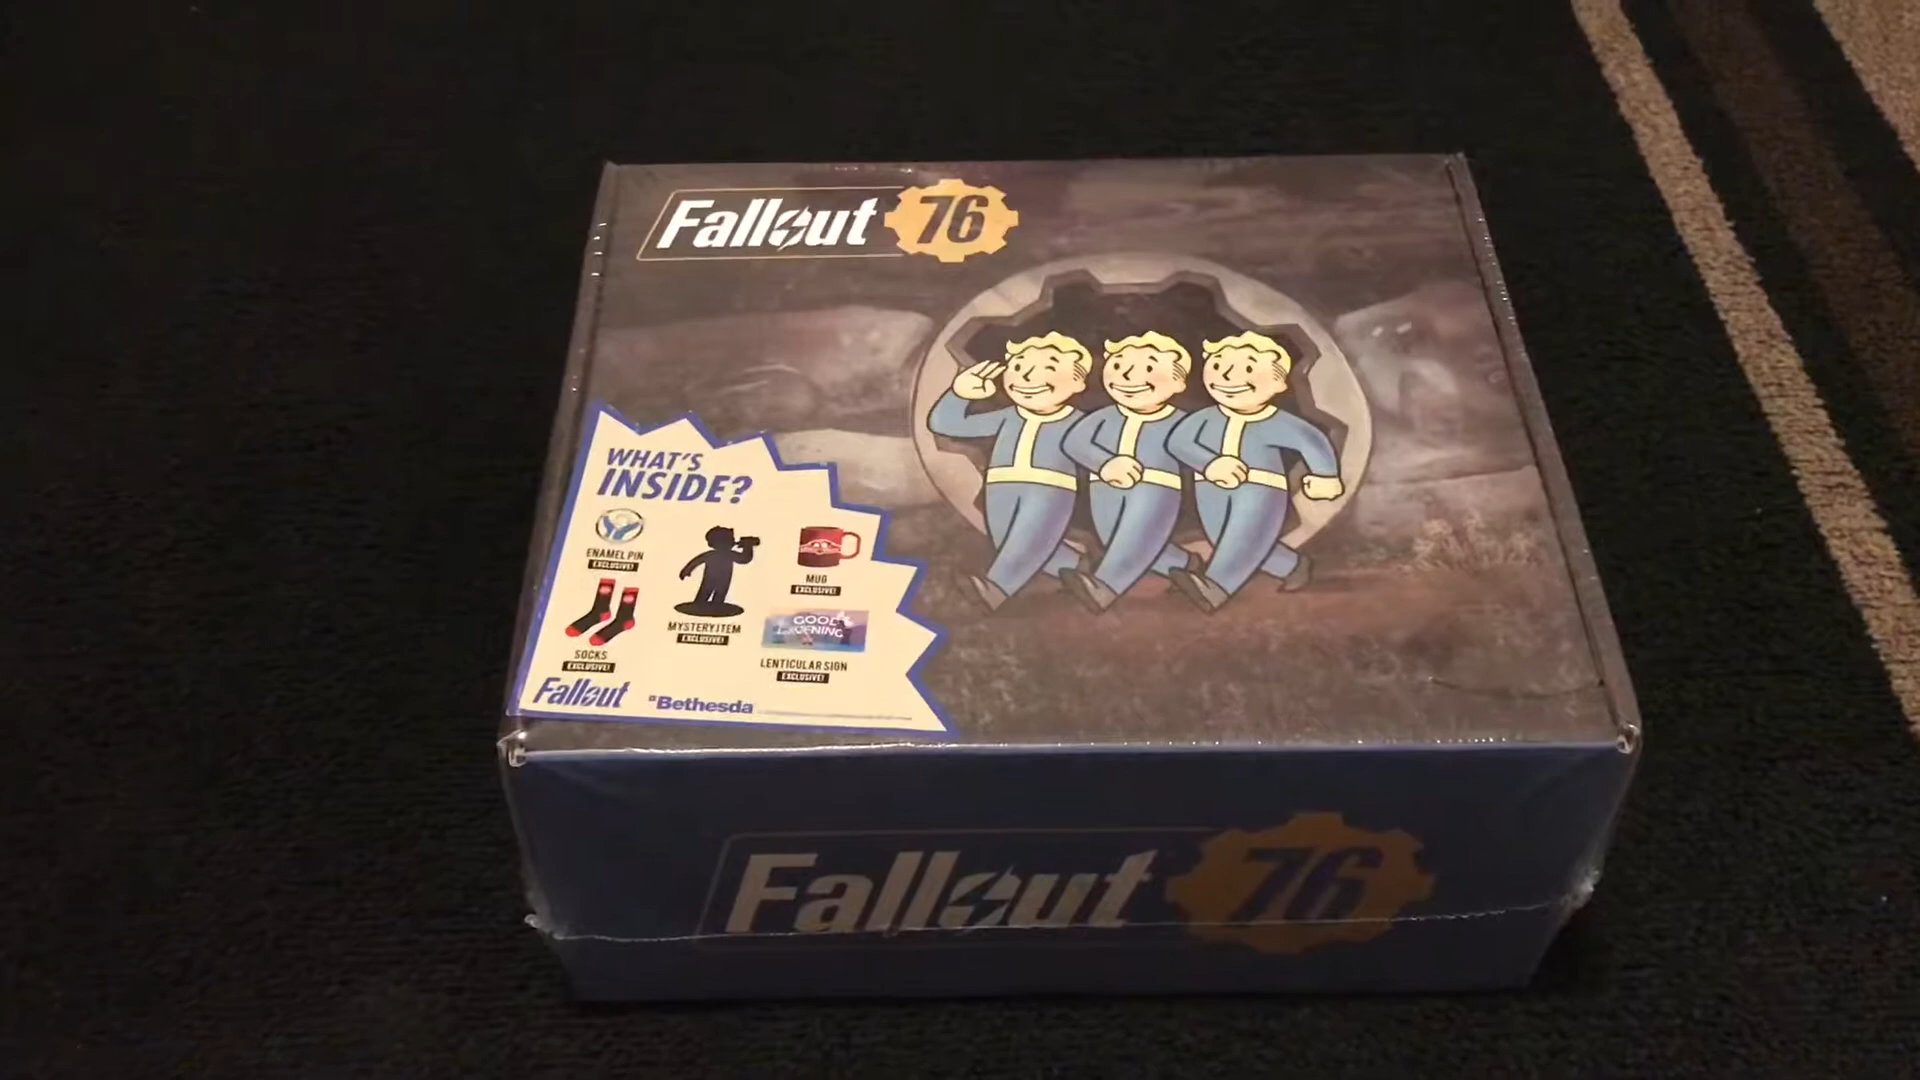 Fallout 76
WHAT'S
INSIDE?
ENAMEL PIN
EXCLUSIVE!
MUG
EXCLUSIVE!
MYSTERY ITEM
EXCLUSIVE!
SOCKS
EXCLUSIVE!
GOOD
LENTICULAR SIGN
EXCLUSIVE!
Fallout
Bethesda
Fallout 76